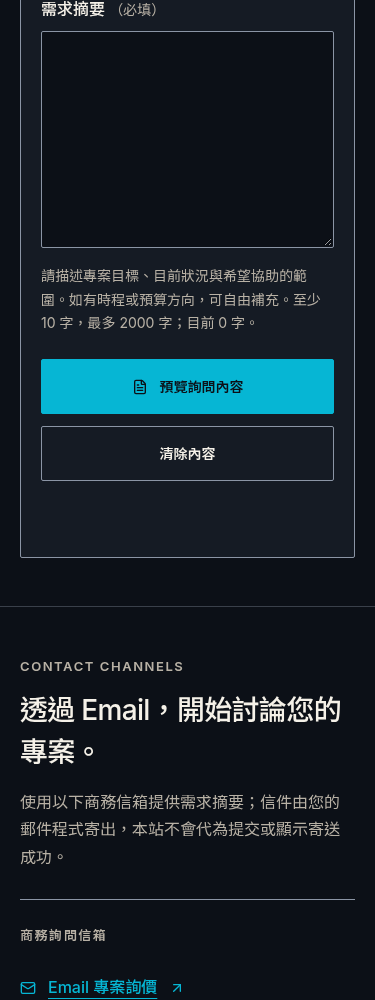 需求摘要 （必填）
請描述專案目標、目前狀況與希望協助的範
圍。如有時程或預算方向，可自由補充。至少
10 字，最多 2000 字；目前 0 字。
預覽詢問內容
清除內容
CONTACT CHANNELS
透過 Email，開始討論您的
專案。
使用以下商務信箱提供需求摘要；信件由您的
郵件程式寄出，本站不會代為提交或顯示寄送
成功。
商務詢問信箱
Email 專案詢價